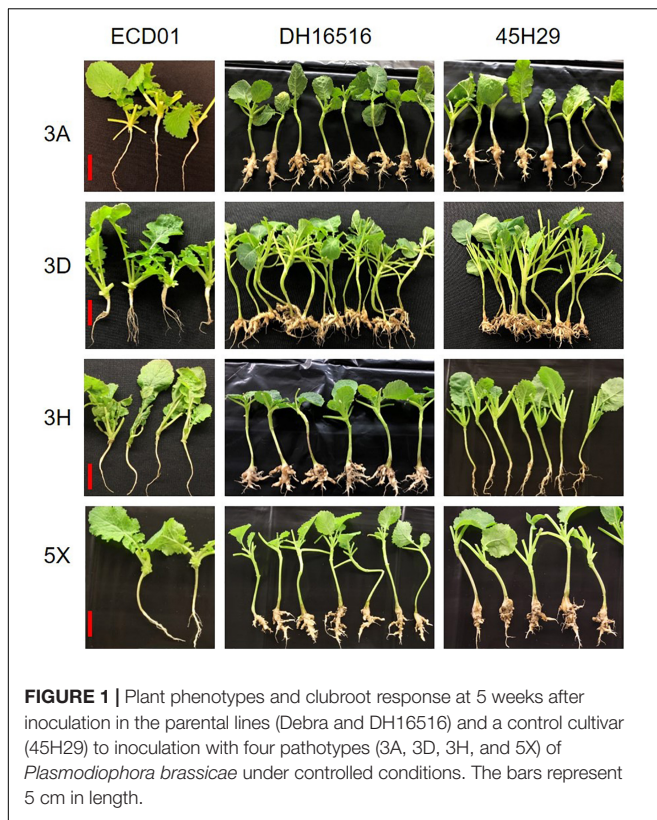 ECD01 DH16516 45H29
3A
3D
3H
5X
FIGURE 1 | Plant phenotypes and clubroot response at 5 weeks after
inoculation in the parental lines (Debra and DH16516) and a control cultivar
(45H29) to inoculation with four pathotypes (3A, 3D, 3H, and 5X) of
Plasmodiophora brassicae under controlled conditions. The bars represent
5 cm in length.